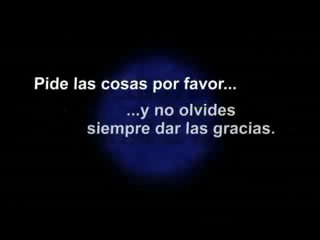 Pide las cosas por favor...
...y no olvides
siempre dar las gracias.